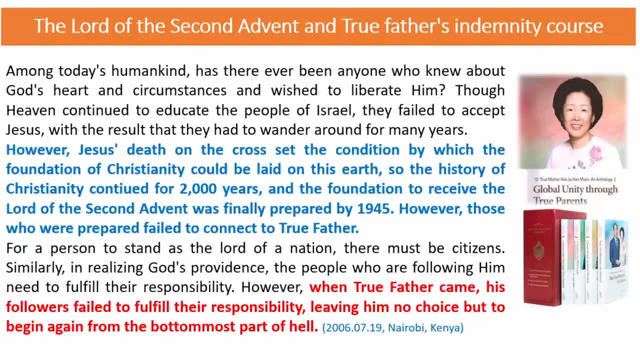 The Lord of the Second Advent and True father's indemnity course
Among today's humankind, has there ever been anyone who knew about
God's heart and circumstances and wished to liberate Him? Though
Heaven continued to educate the people of Israel, they failed to accept
Jesus, with the result that they had to wander around for many years.
However, Jesus' death on the cross set the condition by which the
foundation of Christianity could be laid on this earth, so the history of
Christianity contiued for 2,000 years, and the foundation to receive the
Lord of the Second Advent was finally prepared by 1945. However, those
who were prepared failed to connect to True Father.
For a person to stand as the lord of a nation, there must be citizens.
Similarly, in realizing God's providence, the people who are following Him
need to fulfill their responsibility. However, when True Father came, his
followers failed to fulfill their responsibility, leaving him no choice but to
begin again from the bottommost part of hell. (2006.07.19, Nairobi, Kenya)
True Mother Hak Ja Han Moon: An Anthology
Global Unity through
True Parents